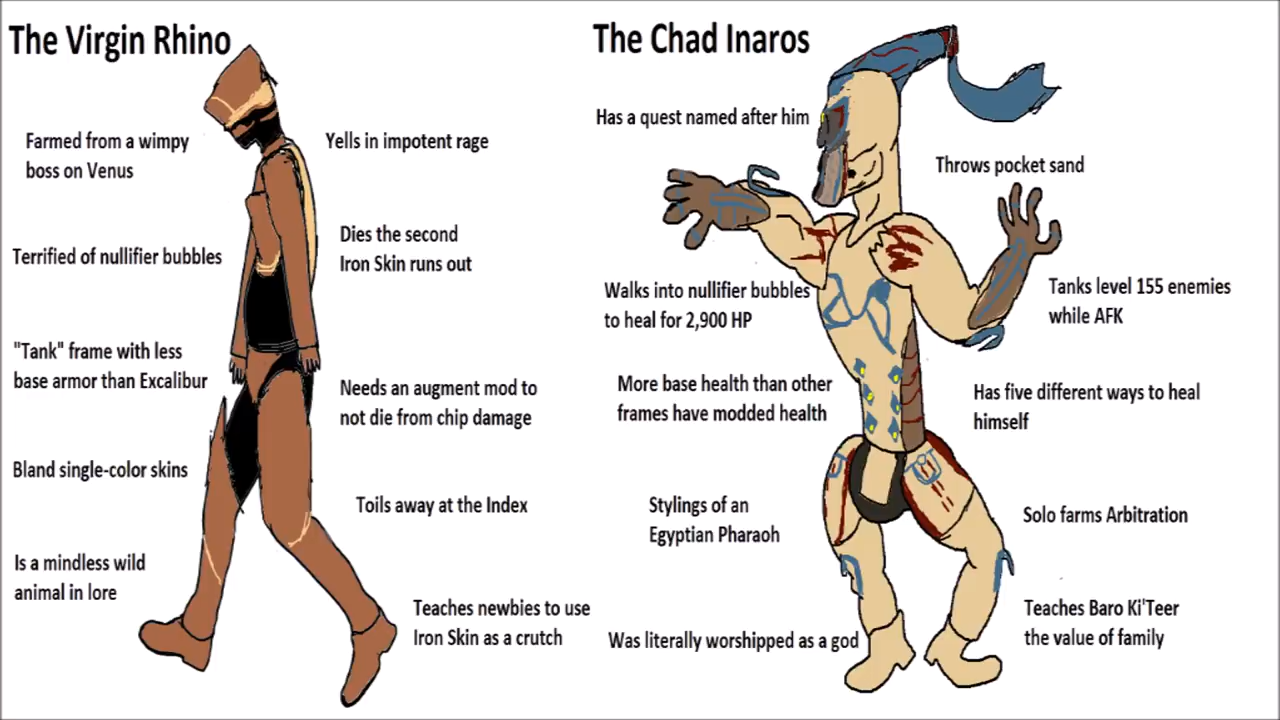 The Virgin Rhino
Farmed from a wimpy
boss on Venus
Yells in impotent rage
Terrified of nullifier bubbles
Dies the second
Iron Skin runs out
"Tank" frame with less
base armor than Excalibur
Needs an augment mod to
not die from chip damage
Bland single-color skins
Toils away at the Index
Is a mindless wild
animal in lore
Teaches newbies to use
Iron Skin as a crutch
The Chad Inaros
Has a quest named after him
Throws pocket sand
Walks into nullifier bubbles
to heal for 2,900 HP
Tanks level 155 enemies
while AFK
More base health than other
frames have modded health
Has five different ways to heal
himself
Stylings of an
Egyptian Pharaoh
Solo farms Arbitration
Was literally worshipped as a god
Teaches Baro Ki'Teer
the value of family